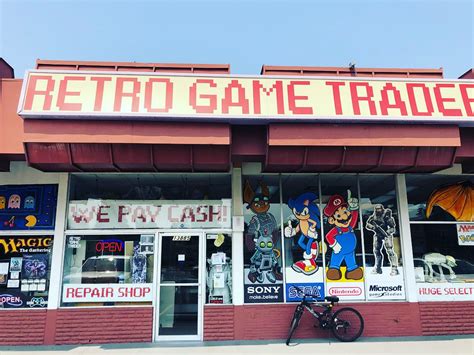 RETRO GAME TRADER
WE PAY CASH!
MAGIC
The Gathering
OPEN
OPEN
REPAIR SHOP
SONY
make.believe
SEGA
Nintendo
Microsoft
HUGE SELECT